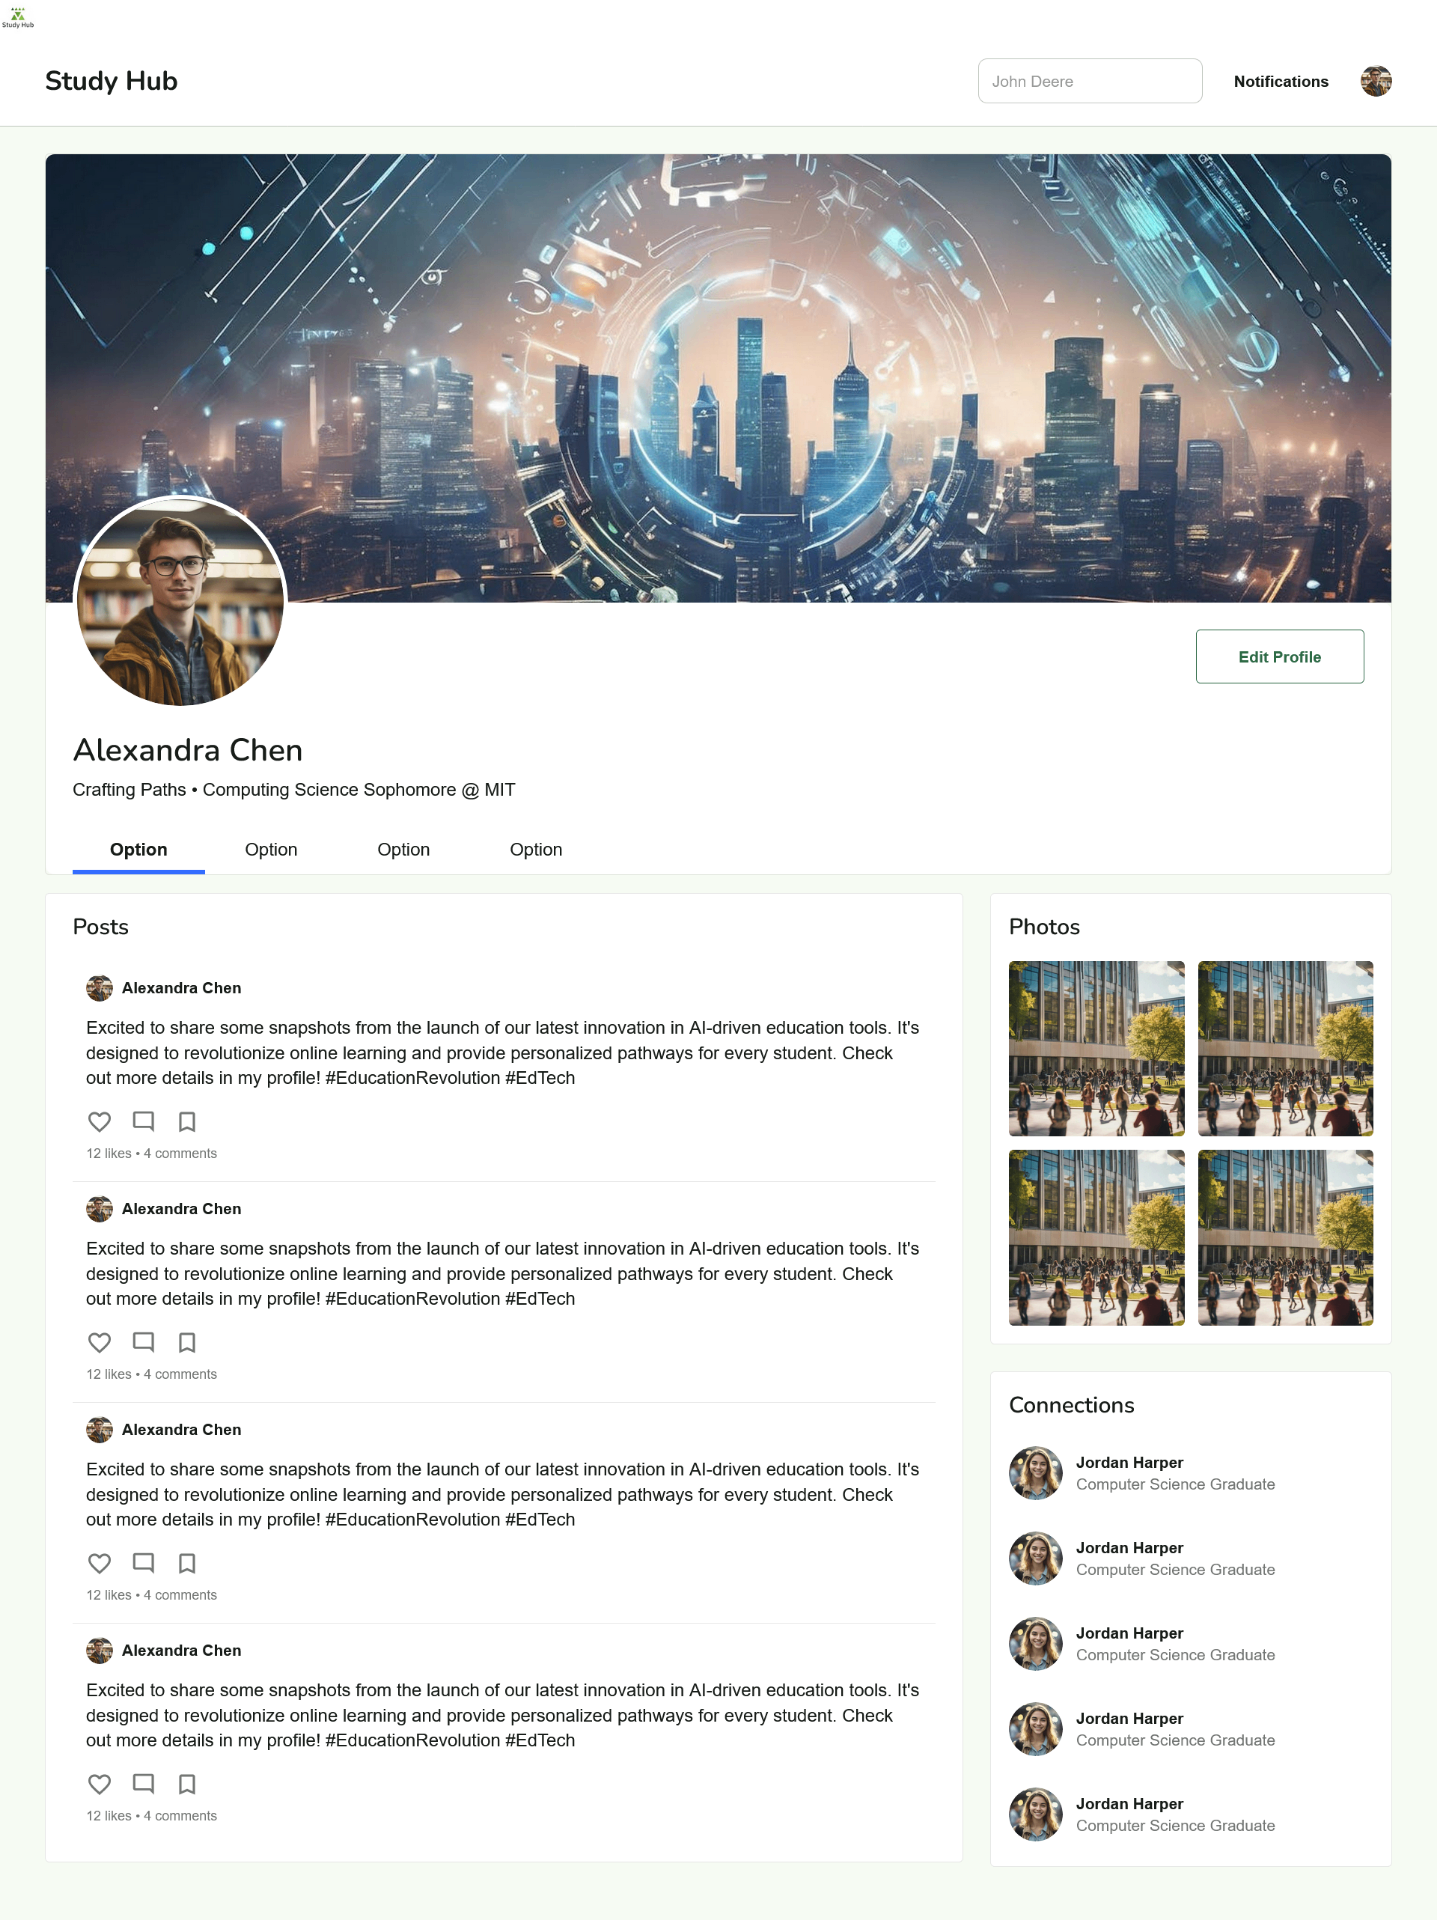 Study Hub
Study Hub
John Deere
Notifications
Edit Profile
Alexandra Chen
Crafting Paths • Computing Science Sophomore @ MIT
Option
Option
Option
Option
Posts
Alexandra Chen
Excited to share some snapshots from the launch of our latest innovation in AI-driven education tools. It's
designed to revolutionize online learning and provide personalized pathways for every student. Check
out more details in my profile! #EducationRevolution #EdTech
12 likes • 4 comments
Alexandra Chen
Excited to share some snapshots from the launch of our latest innovation in AI-driven education tools. It's
designed to revolutionize online learning and provide personalized pathways for every student. Check
out more details in my profile! #EducationRevolution #EdTech
12 likes • 4 comments
Alexandra Chen
Excited to share some snapshots from the launch of our latest innovation in AI-driven education tools. It's
designed to revolutionize online learning and provide personalized pathways for every student. Check
out more details in my profile! #EducationRevolution #EdTech
12 likes • 4 comments
Alexandra Chen
Excited to share some snapshots from the launch of our latest innovation in AI-driven education tools. It's
designed to revolutionize online learning and provide personalized pathways for every student. Check
out more details in my profile! #EducationRevolution #EdTech
12 likes • 4 comments
Photos
Connections
Jordan Harper
Computer Science Graduate
Jordan Harper
Computer Science Graduate
Jordan Harper
Computer Science Graduate
Jordan Harper
Computer Science Graduate
Jordan Harper
Computer Science Graduate